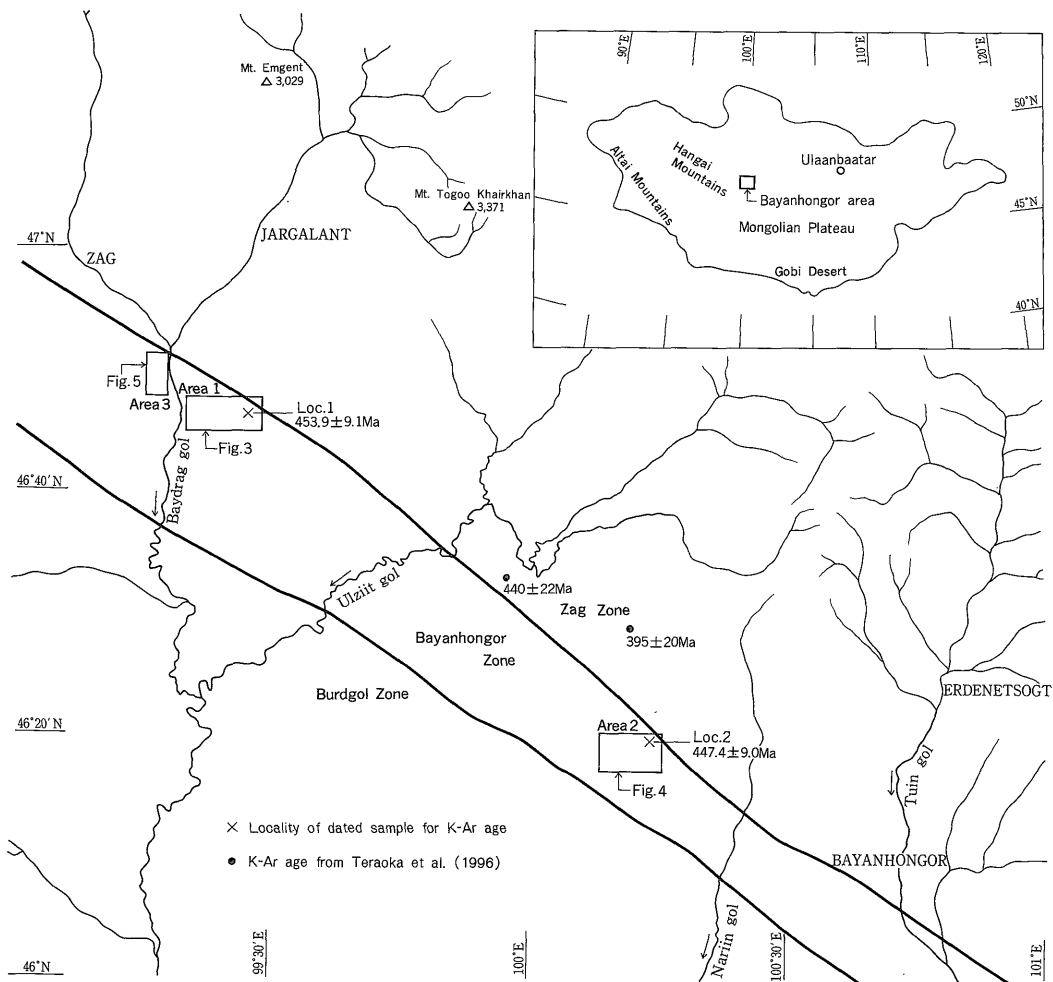 Mt. Emgent
△ 3,029
Mt. Togoo Khairkhan
△ 3,371
47°N
ZAG
JARGALANT
90°E
100°E
110°E
120°E
50°N
45°N
40°N
Altai Mountains
Hangai Mountains
Ulaanbaatar
Bayanhongor area
Mongolian Plateau
Gobi Desert
Fig.5
Area 3
Area 1
Loc.1
453.9±9.1Ma
Fig.3
46°40′N
Baydrag gol
Ulziit gol
440±22Ma
Zag Zone
395±20Ma
Bayanhongor
Zone
Burdgol Zone
ERDENETSOGT
46°20′N
Area 2
Loc.2
447.4±9.0Ma
Fig.4
Tuin gol
× Locality of dated sample for K-Ar age
● K-Ar age from Teraoka et al. (1996)
BAYANHONGOR
Nariin gol
46°N
99°30′E
100°E
100°30′E
101°E